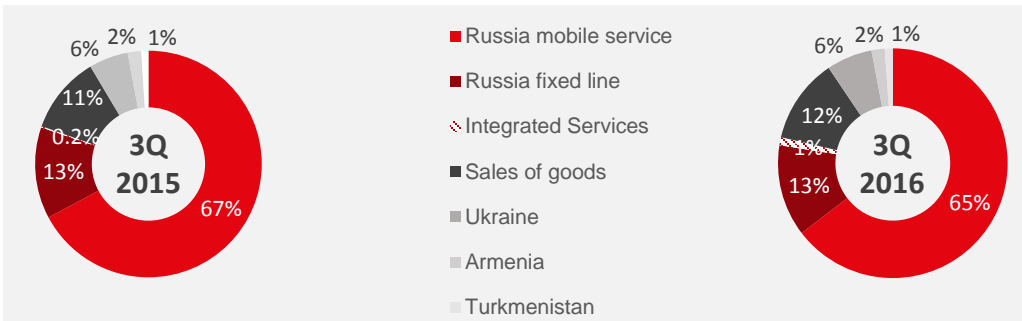 6%
2%
1%
11%
0.2%
13%
67%
3Q
2015
Russia mobile service
Russia fixed line
Integrated Services
Sales of goods
Ukraine
Armenia
Turkmenistan
6%
2%
1%
12%
1%
13%
65%
3Q
2016